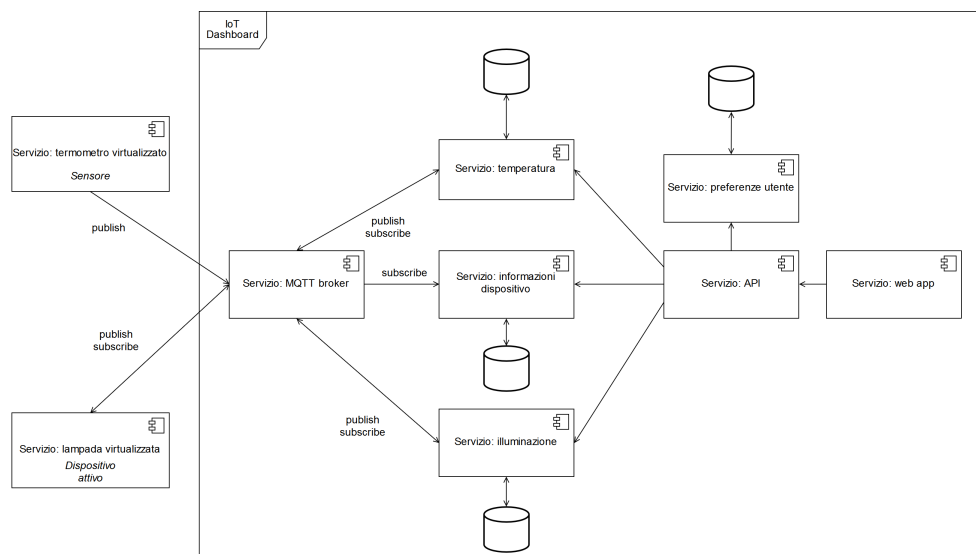 IoT
Dashboard
Servizio: termometro virtualizzato
Sensore
publish
Servizio: temperatura
Servizio: preferenze utente
publish
subscribe
Servizio: MQTT broker
subscribe
Servizio: informazioni
dispositivo
Servizio: API
Servizio: web app
publish
subscribe
publish
subscribe
Servizio: lampada virtualizzata
Dispositivo
attivo
Servizio: illuminazione